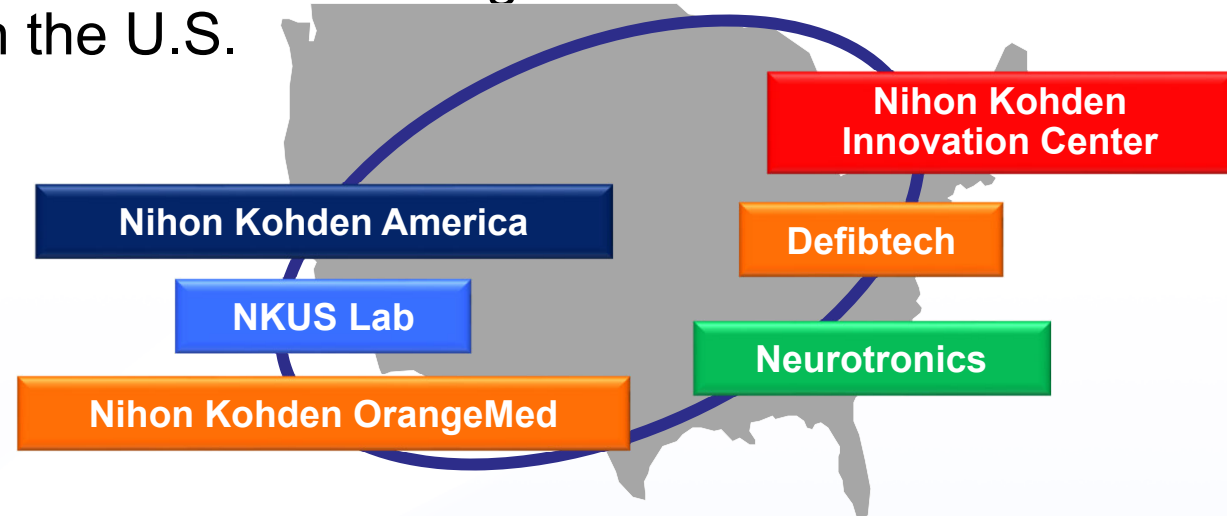 n the U.S.
Nihon Kohden
Innovation Center
Nihon Kohden America
Defibtech
NKUS Lab
Neurotronics
Nihon Kohden OrangeMed